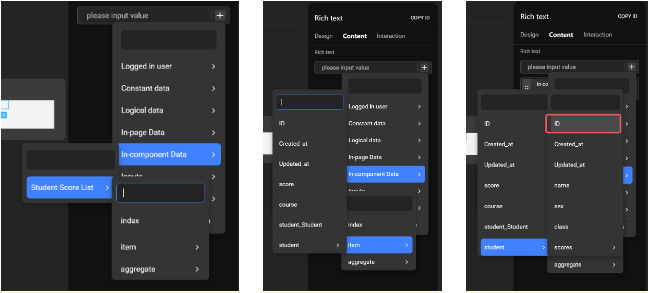 please input value
Logged in user
Constant data
Logical data
In-page Data
In-component Data
Student Score List
index
item
aggregate
Rich text
COPY ID
Design
Content
Interaction
Rich text
please input value
Logged in user
Constant data
Logical data
In-page Data
In-component Data
ID
Created_at
Updated_at
score
course
student_Student
student
index
item
aggregate
Rich text
COPY ID
Design
Content
Interaction
Rich text
please input value
ID
Created_at
Updated_at
score
course
student_Student
student
ID
Created_at
Updated_at
name
sex
class
scores
aggregate